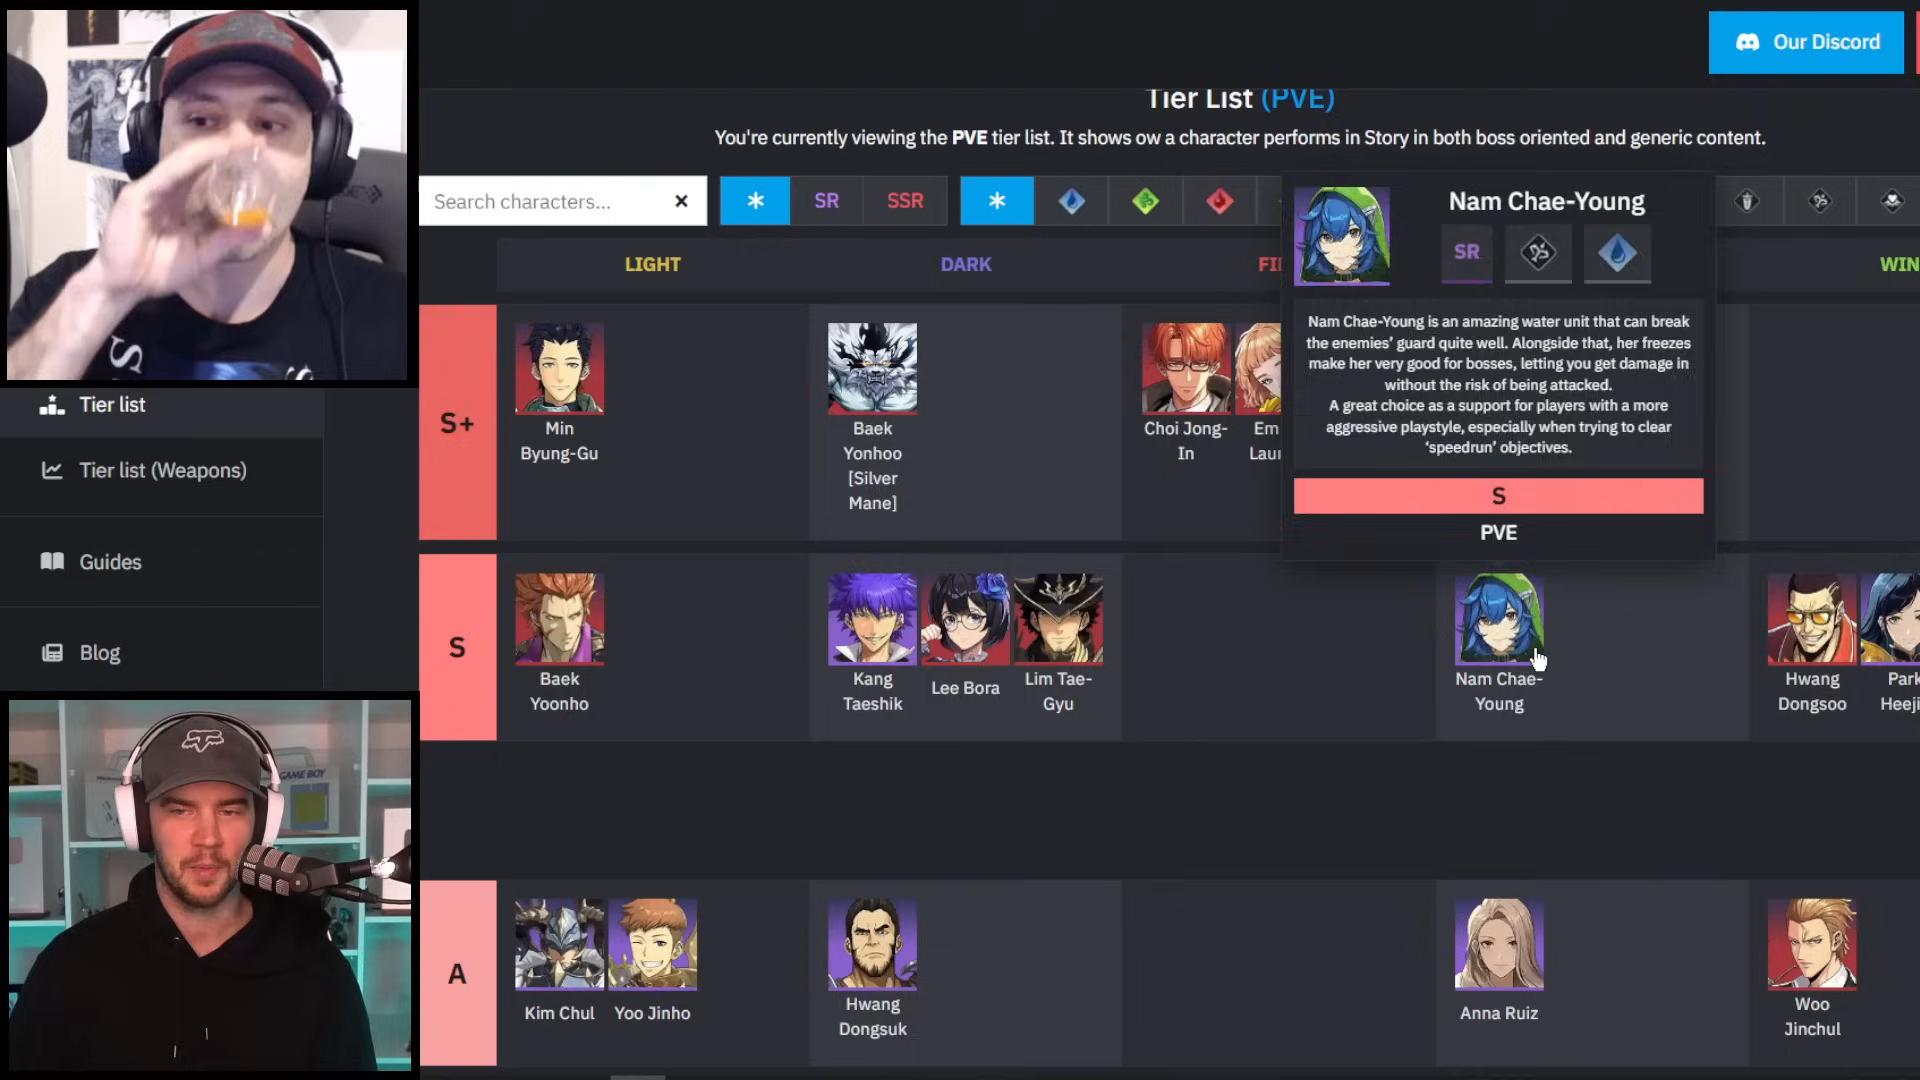 Our Discord
Tier List (PVE)
You're currently viewing the PVE tier list. It shows ow a character performs in Story in both boss oriented and generic content.
Search characters...
SR
SSR
Nam Chae-Young
SR
LIGHT
DARK
Nam Chae-Young is an amazing water unit that can break
the enemies' guard quite well. Alongside that, her freezes
make her very good for bosses, letting you get damage in
without the risk of being attacked.
A great choice as a support for players with a more
aggressive playstyle, especially when trying to clear
'speedrun' objectives.
S
PVE
Tier list
Tier list (Weapons)
Guides
Blog
S+
Min
Byung-Gu
Baek
Yonhoo
[Silver
Mane]
Choi Jong-
In
S
Baek
Yoonho
Kang
Taeshik
Lee Bora
Lim Tae-
Gyu
Nam Chae-
Young
Hwang
Dongsoo
Park
A
Kim Chul
Yoo Jinho
Hwang
Dongsuk
Anna Ruiz
Woo
Jinchul
GAME BOY